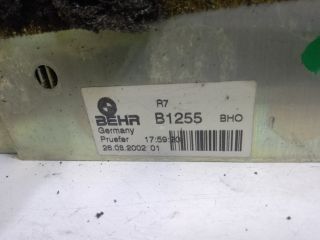 R7
BEHR B1255 BHO
Germany
Pruefer 17:59:20
26.08.2002 01